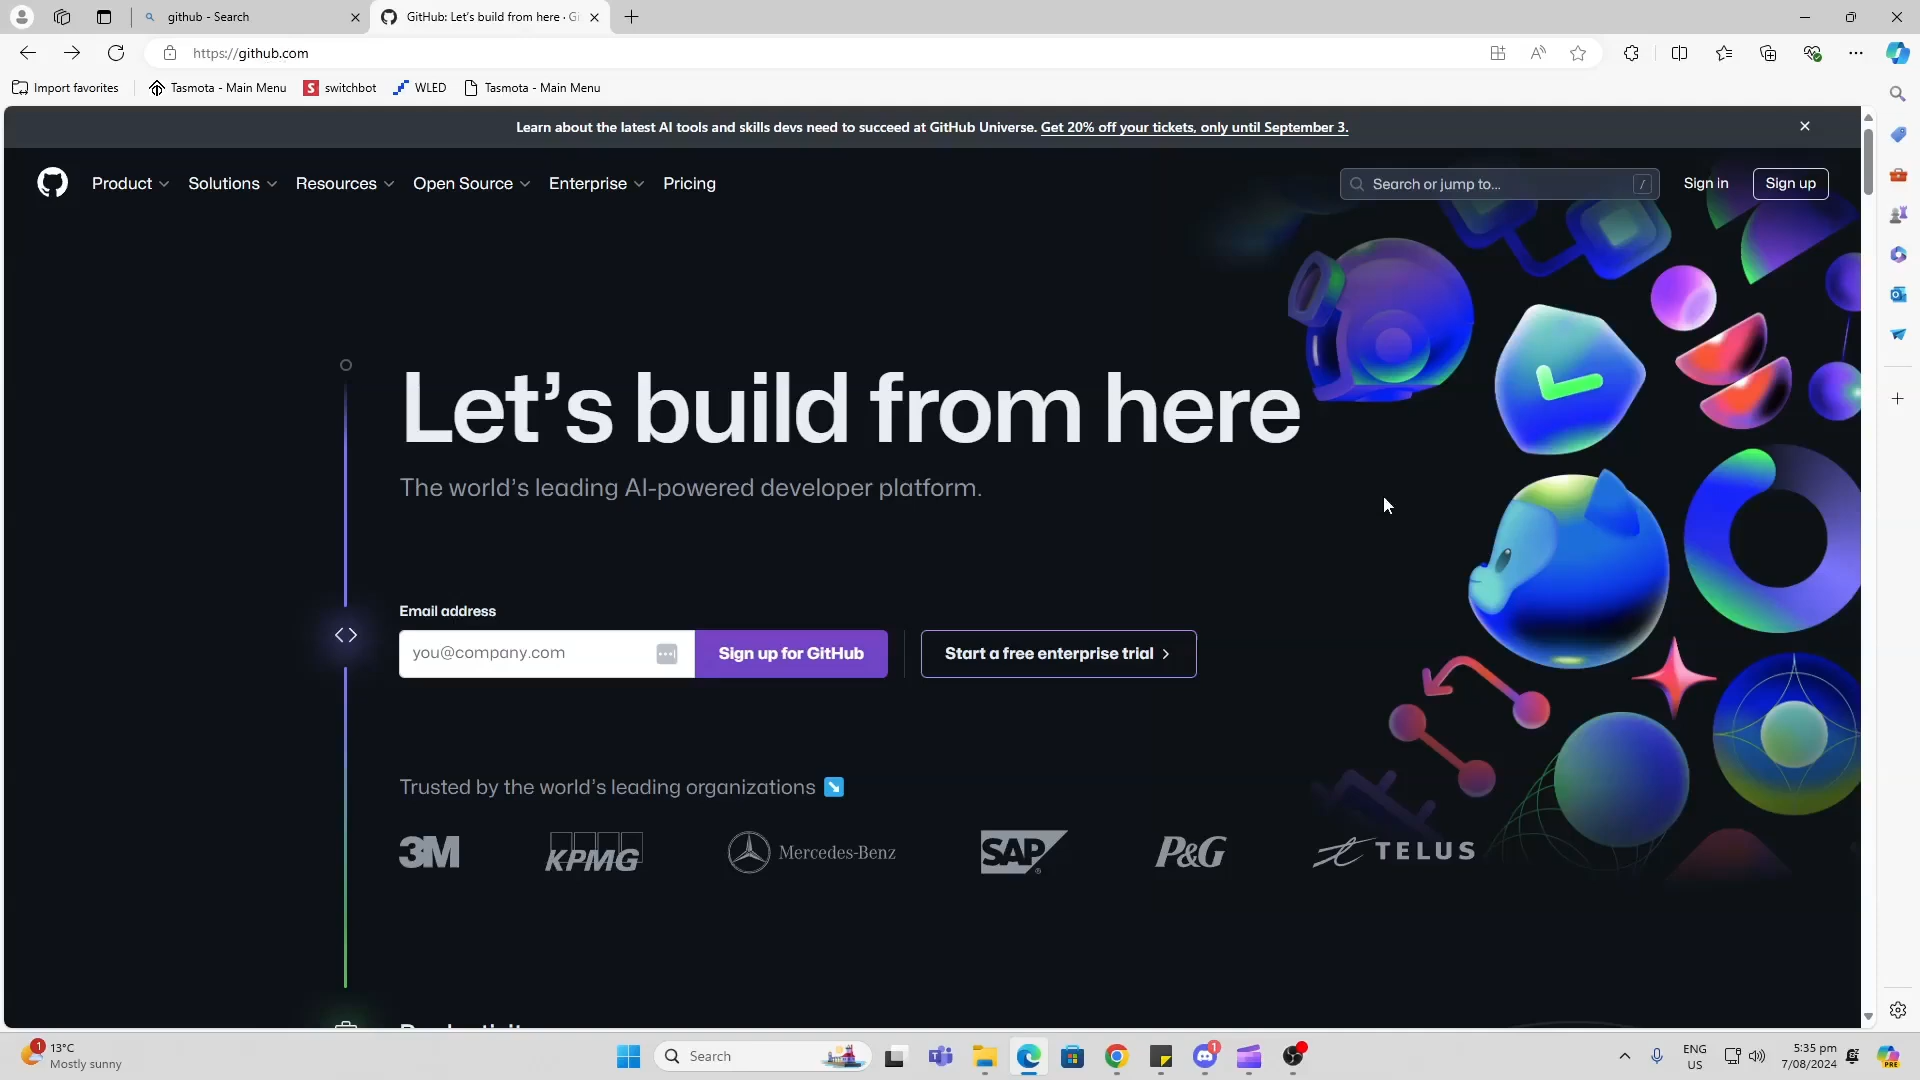 github - Search
GitHub: Let's build from here · Gi
https://github.com
Import favorites
Tasmota - Main Menu
S switchbot
WLED
Tasmota - Main Menu
Learn about the latest AI tools and skills devs need to succeed at GitHub Universe. Get 20% off your tickets, only until September 3.
Product
Solutions
Resources
Open Source
Enterprise
Pricing
Search or jump to...
/
Sign in
Sign up
Let’s build from here
The world’s leading AI-powered developer platform.
Email address
you@company.com
Sign up for GitHub
Start a free enterprise trial
Trusted by the world’s leading organizations
3M
KPMG
Mercedes-Benz
SAP
P&G
TELUS
1
13°C
Mostly sunny
Search
1
ENG
US
5:35 pm
7/08/2024
PRE